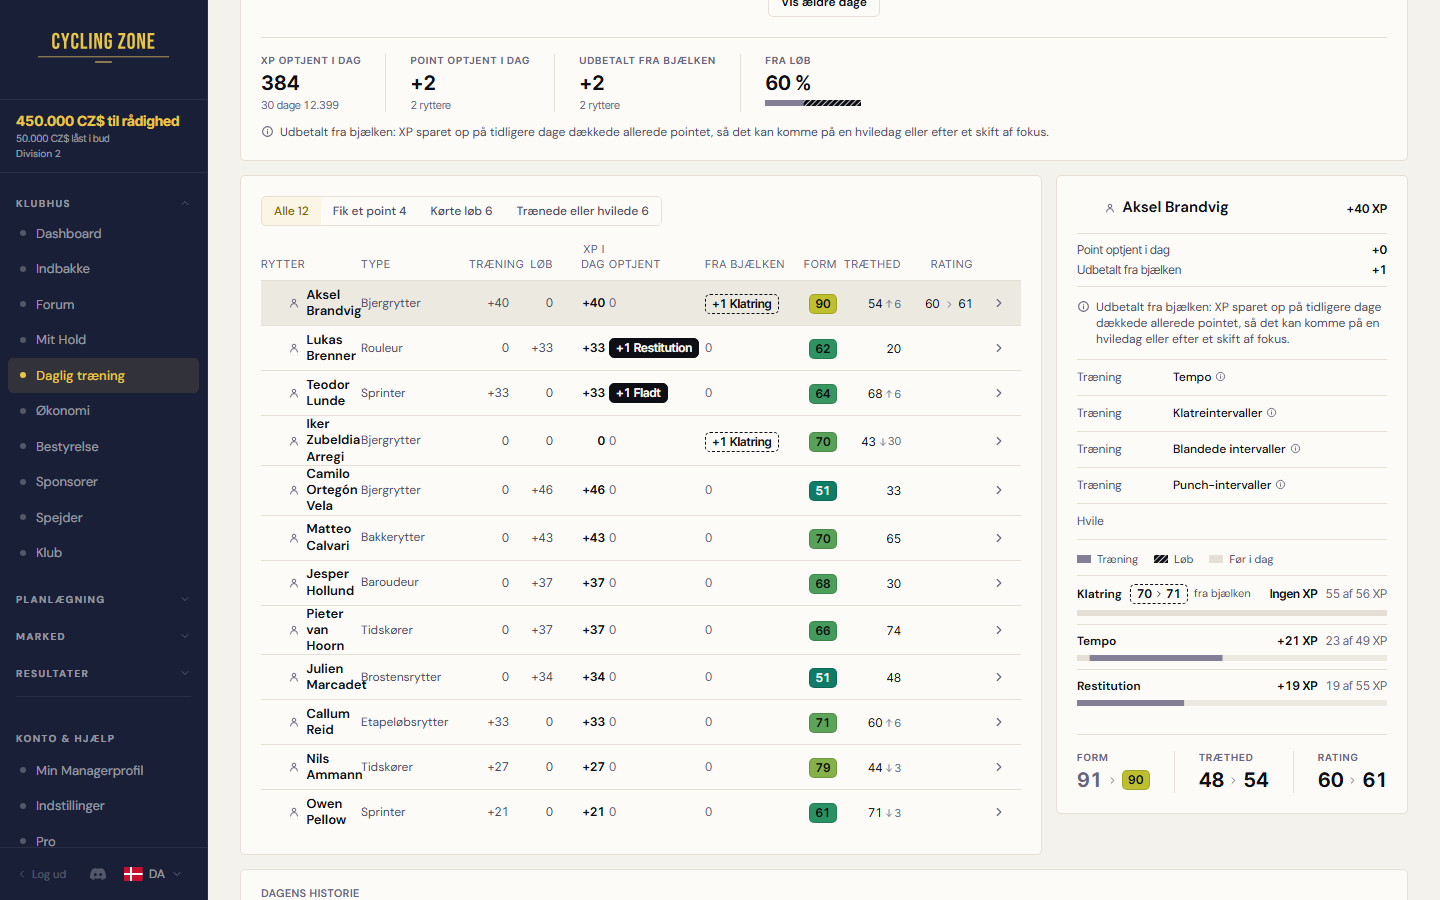 CYCLING ZONE
450.000 CZ$ til rådighed
50.000 CZ$ låst i bud
Division 2
KLUBHUS
Dashboard
Indbakke
Forum
Mit Hold
Daglig træning
Økonomi
Bestyrelse
Sponsorer
Spejder
Klub
PLANLÆGNING
MARKED
RESULTATER
KONTO & HJÆLP
Min Managerprofil
Indstillinger
Pro
Log ud DA
Vis ældre dage
XP OPTJENT I DAG
384
30 dage 12.399
POINT OPTJENT I DAG
+2
2 ryttere
UDBETALT FRA BJÆLKEN
+2
2 ryttere
FRA LØB
60 %
Udbetalt fra bjælken: XP sparet op på tidligere dage dækkede allerede pointet, så det kan komme på en hviledag eller efter et skift af fokus.
Alle 12 Fik et point 4 Kørte løb 6 Trænede eller hvilede 6
RYTTER TYPE TRÆNING LØB XP I DAG OPTJENT FRA BJÆLKEN FORM TRÆTHED RATING
Aksel Brandvig Bjergrytter +40 0 +40 0 +1 Klatring 90 54 ↑6 60 › 61 ›
Lukas Brenner Rouleur 0 +33 +33 +1 Restitution 0 62 20 ›
Teodor Lunde Sprinter +33 0 +33 +1 Fladt 0 64 68 ↑6 ›
Iker Zubeldia Arregi Bjergrytter 0 0 0 0 +1 Klatring 70 43 ↓30 ›
Camilo Ortegón Vela Bjergrytter 0 +46 +46 0 0 51 33 ›
Matteo Calvari Bakkerytter 0 +43 +43 0 0 70 65 ›
Jesper Hollund Baroudeur 0 +37 +37 0 0 68 30 ›
Pieter van Hoorn Tidskører 0 +37 +37 0 0 66 74 ›
Julien Marcadet Brostensrytter 0 +34 +34 0 0 51 48 ›
Callum Reid Etapeløbsrytter +33 0 +33 0 0 71 60 ↑6 ›
Nils Ammann Tidskører +27 0 +27 0 0 79 44 ↓3 ›
Owen Pellow Sprinter +21 0 +21 0 0 61 71 ↓3 ›
Aksel Brandvig +40 XP
Point optjent i dag +0
Udbetalt fra bjælken +1
Udbetalt fra bjælken: XP sparet op på tidligere dage
dækkede allerede pointet, så det kan komme på en
hviledag eller efter et skift af fokus.
Træning Tempo
Træning Klatreintervaller
Træning Blandede intervaller
Træning Punch-intervaller
Hvile
Træning Løb Før i dag
Klatring 70 › 71 fra bjælken Ingen XP 55 af 56 XP
Tempo +21 XP 23 af 49 XP
Restitution +19 XP 19 af 55 XP
FORM
91 › 90
TRÆTHED
48 › 54
RATING
60 › 61
DAGENS HISTORIE